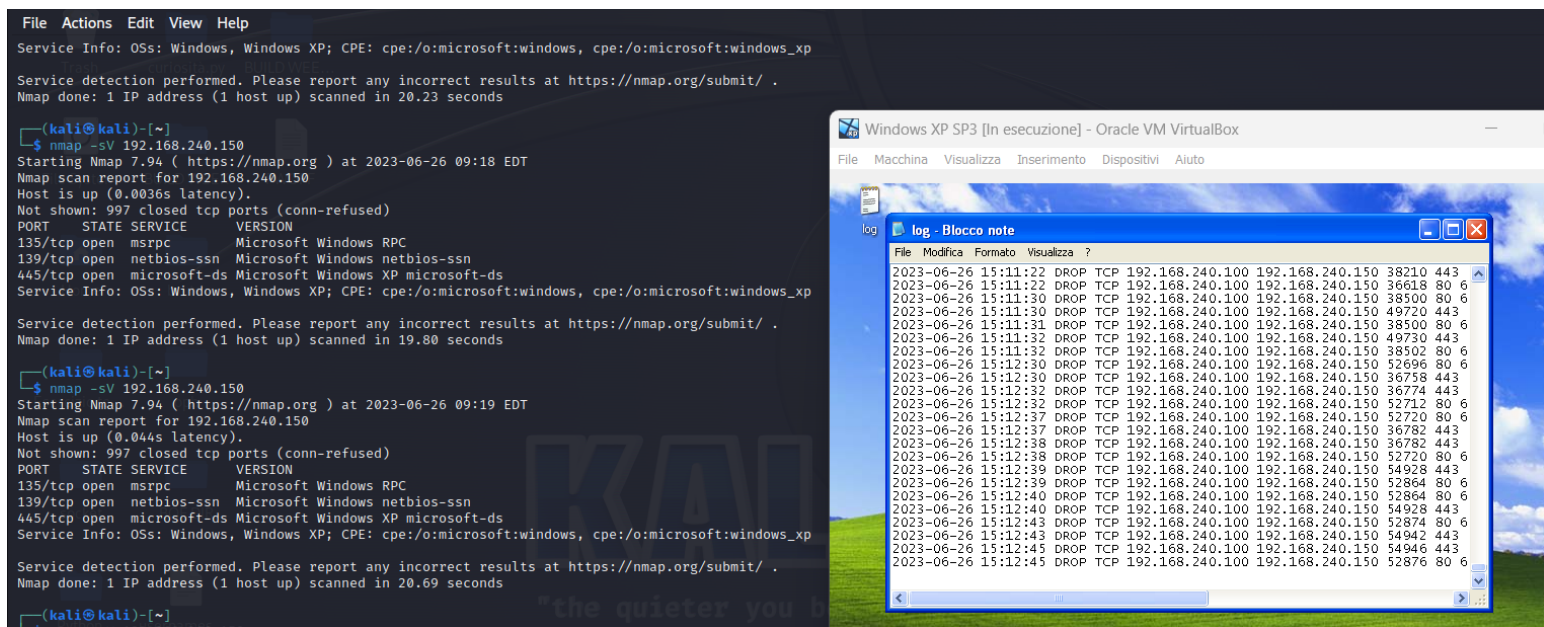 File Actions Edit View Help
Service Info: OSs: Windows, Windows XP; CPE: cpe:/o:microsoft:windows, cpe:/o:microsoft:windows_xp
Service detection performed. Please report any incorrect results at https://nmap.org/submit/ .
Nmap done: 1 IP address (1 host up) scanned in 20.23 seconds
┌──(kali㉿kali)-[~]
└─$ nmap -sV 192.168.240.150
Starting Nmap 7.94 ( https://nmap.org ) at 2023-06-26 09:18 EDT
Nmap scan report for 192.168.240.150
Host is up (0.0036s latency).
Not shown: 997 closed tcp ports (conn-refused)
PORT STATE SERVICE VERSION
135/tcp open msrpc Microsoft Windows RPC
139/tcp open netbios-ssn Microsoft Windows netbios-ssn
445/tcp open microsoft-ds Microsoft Windows XP microsoft-ds
Service Info: OSs: Windows, Windows XP; CPE: cpe:/o:microsoft:windows, cpe:/o:microsoft:windows_xp
Service detection performed. Please report any incorrect results at https://nmap.org/submit/ .
Nmap done: 1 IP address (1 host up) scanned in 19.80 seconds
┌──(kali㉿kali)-[~]
└─$ nmap -sV 192.168.240.150
Starting Nmap 7.94 ( https://nmap.org ) at 2023-06-26 09:19 EDT
Nmap scan report for 192.168.240.150
Host is up (0.044s latency).
Not shown: 997 closed tcp ports (conn-refused)
PORT STATE SERVICE VERSION
135/tcp open msrpc Microsoft Windows RPC
139/tcp open netbios-ssn Microsoft Windows netbios-ssn
445/tcp open microsoft-ds Microsoft Windows XP microsoft-ds
Service Info: OSs: Windows, Windows XP; CPE: cpe:/o:microsoft:windows, cpe:/o:microsoft:windows_xp
Service detection performed. Please report any incorrect results at https://nmap.org/submit/ .
Nmap done: 1 IP address (1 host up) scanned in 20.69 seconds
┌──(kali㉿kali)-[~]
KAL
"the quieter you b
Windows XP SP3 [In esecuzione] - Oracle VM VirtualBox
File Macchina Visualizza Inserimento Dispositivi Aiuto
log
log - Blocco note
File Modifica Formato Visualizza ?
2023-06-26 15:11:22 DROP TCP 192.168.240.100 192.168.240.150 38210 443
2023-06-26 15:11:22 DROP TCP 192.168.240.100 192.168.240.150 36618 80 6
2023-06-26 15:11:30 DROP TCP 192.168.240.100 192.168.240.150 38500 80 6
2023-06-26 15:11:30 DROP TCP 192.168.240.100 192.168.240.150 49720 443
2023-06-26 15:11:31 DROP TCP 192.168.240.100 192.168.240.150 38500 80 6
2023-06-26 15:11:32 DROP TCP 192.168.240.100 192.168.240.150 49730 443
2023-06-26 15:11:32 DROP TCP 192.168.240.100 192.168.240.150 38502 80 6
2023-06-26 15:12:30 DROP TCP 192.168.240.100 192.168.240.150 52696 80 6
2023-06-26 15:12:30 DROP TCP 192.168.240.100 192.168.240.150 36758 443
2023-06-26 15:12:32 DROP TCP 192.168.240.100 192.168.240.150 36774 443
2023-06-26 15:12:32 DROP TCP 192.168.240.100 192.168.240.150 52712 80 6
2023-06-26 15:12:37 DROP TCP 192.168.240.100 192.168.240.150 52720 80 6
2023-06-26 15:12:37 DROP TCP 192.168.240.100 192.168.240.150 36782 443
2023-06-26 15:12:38 DROP TCP 192.168.240.100 192.168.240.150 36782 443
2023-06-26 15:12:38 DROP TCP 192.168.240.100 192.168.240.150 52720 80 6
2023-06-26 15:12:39 DROP TCP 192.168.240.100 192.168.240.150 54928 443
2023-06-26 15:12:39 DROP TCP 192.168.240.100 192.168.240.150 52864 80 6
2023-06-26 15:12:40 DROP TCP 192.168.240.100 192.168.240.150 52864 80 6
2023-06-26 15:12:40 DROP TCP 192.168.240.100 192.168.240.150 54928 443
2023-06-26 15:12:43 DROP TCP 192.168.240.100 192.168.240.150 52874 80 6
2023-06-26 15:12:43 DROP TCP 192.168.240.100 192.168.240.150 54942 443
2023-06-26 15:12:45 DROP TCP 192.168.240.100 192.168.240.150 54946 443
2023-06-26 15:12:45 DROP TCP 192.168.240.100 192.168.240.150 52876 80 6